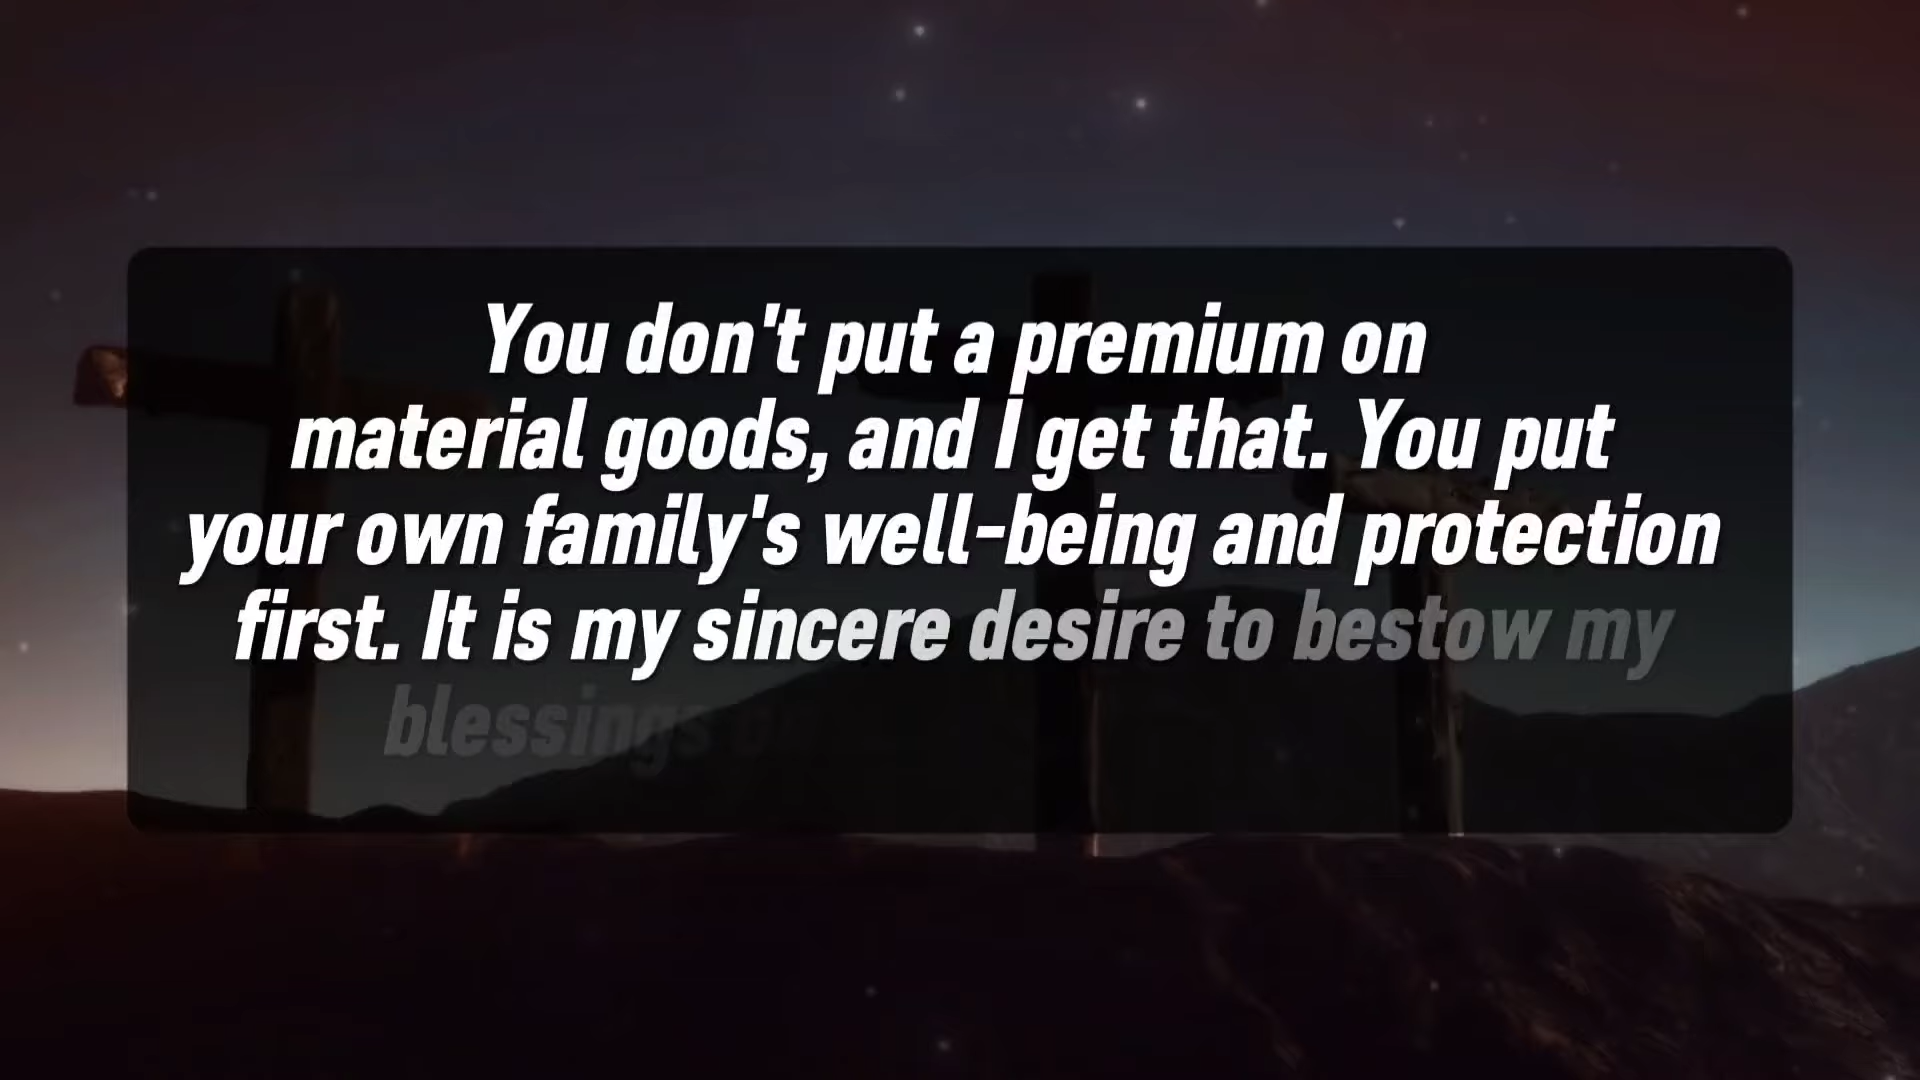 You don't put a premium on
material goods, and I get that. You put
your own family's well-being and protection
first. It is my sincere desire to bestow my
blessings